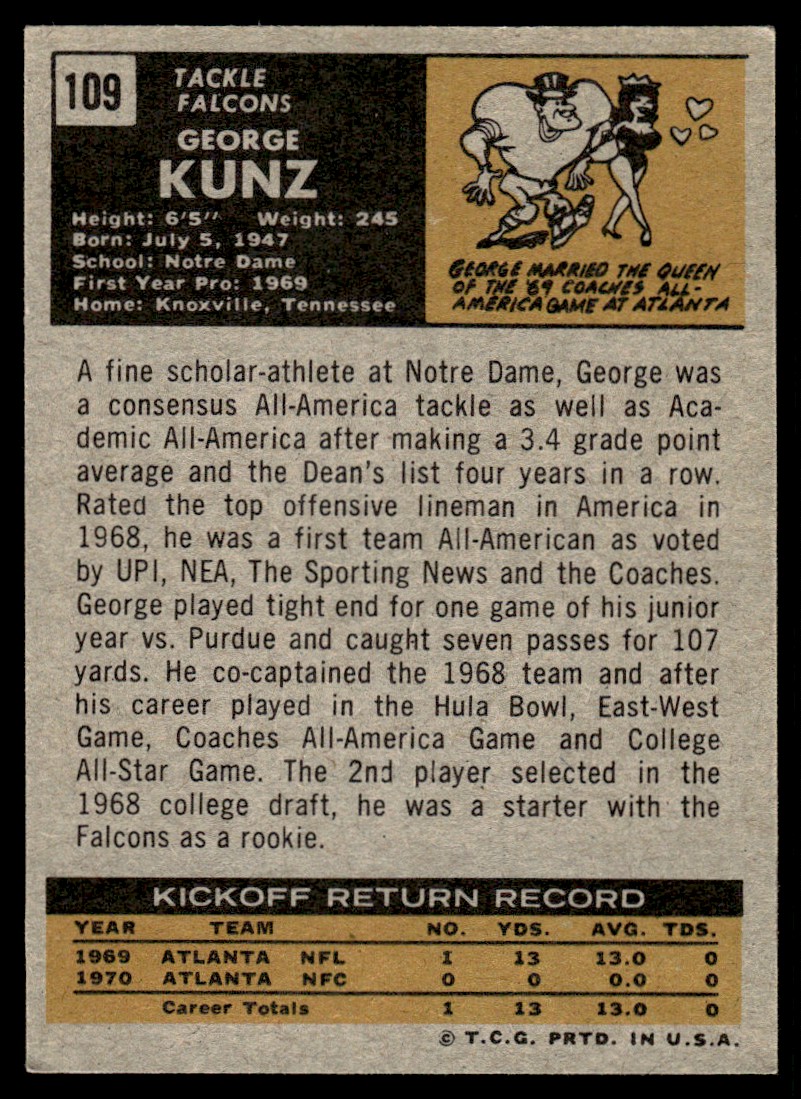 109
TACKLE
FALCONS
GEORGE
KUNZ
Height: 6'5" Weight: 245
Born: July 5, 1947
School: Notre Dame
First Year Pro: 1969
Home: Knoxville, Tennessee
GEORGE MARRIED THE QUEEN
OF THE '69 COACHES ALL-
AMERICA GAME AT ATLANTA
A fine scholar-athlete at Notre Dame, George was
a consensus All-America tackle as well as Aca-
demic All-America after making a 3.4 grade point
average and the Dean's list four years in a row.
Rated the top offensive lineman in America in
1968, he was a first team All-American as voted
by UPI, NEA, The Sporting News and the Coaches.
George played tight end for one game of his junior
year vs. Purdue and caught seven passes for 107
yards. He co-captained the 1968 team and after
his career played in the Hula Bowl, East-West
Game, Coaches All-America Game and College
All-Star Game. The 2nd player selected in the
1968 college draft, he was a starter with the
Falcons as a rookie.
KICKOFF RETURN RECORD
YEAR TEAM NO. YDS. AVG. TDS.
1969 ATLANTA NFL 1 13 13.0 0
1970 ATLANTA NFC 0 0 0.0 0
Career Totals 1 13 13.0 0
© T.C.G. PRTD. IN U.S.A.